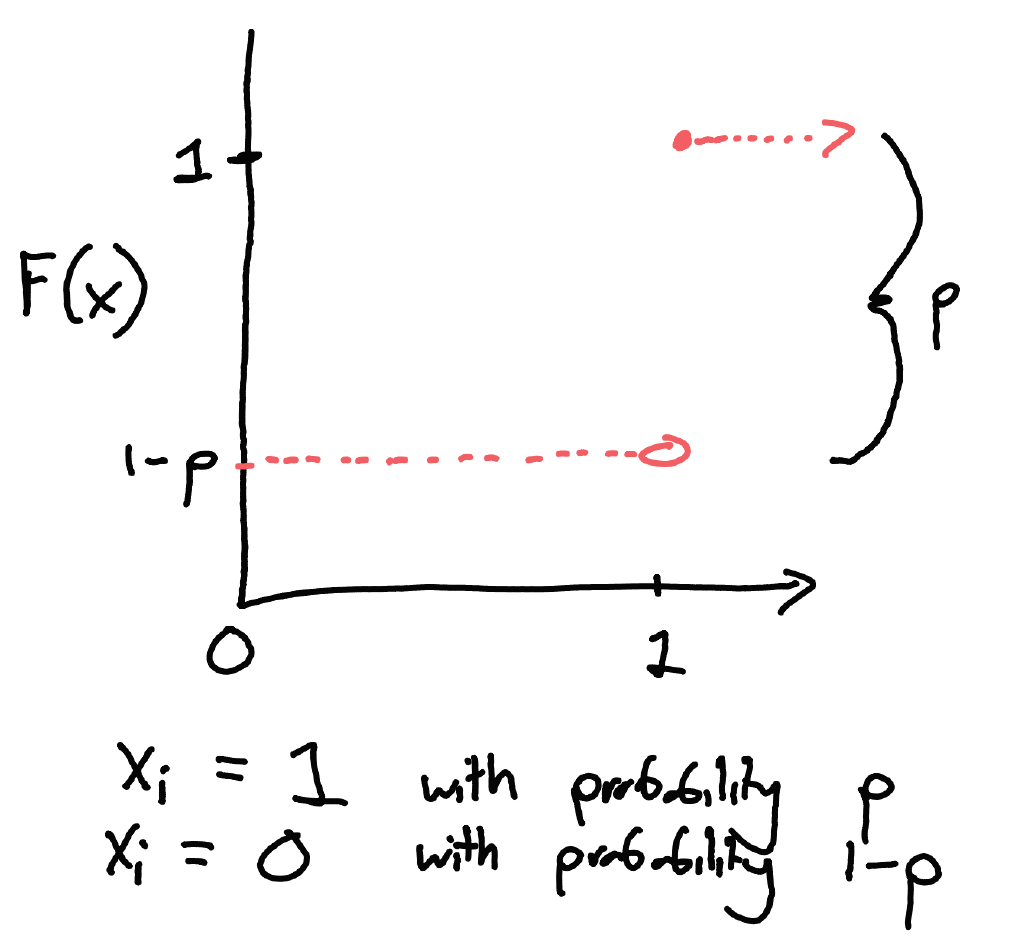 1
F(x)
p
1-p
0
1
Xi = 1 with probability p
Xi = 0 with probability 1-p